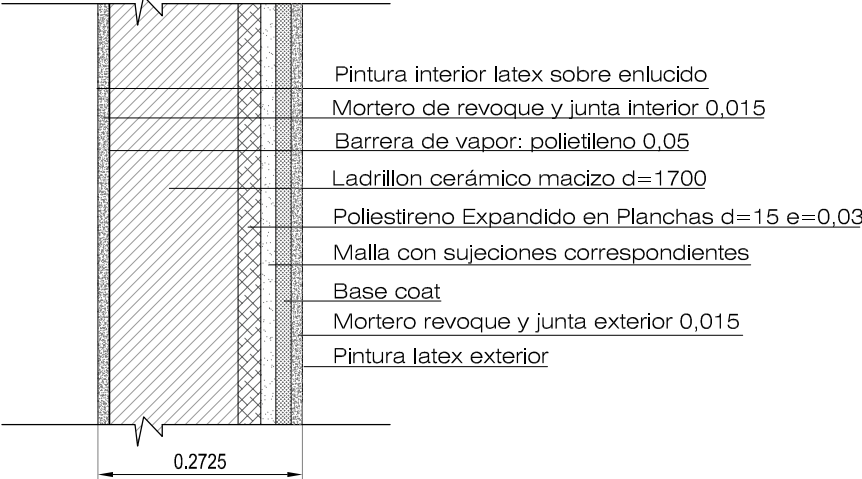 Pintura interior latex sobre enlucido
Mortero de revoque y junta interior 0,015
Barrera de vapor: polietileno 0,05
Ladrillon cerámico macizo d=1700
Poliestireno Expandido en Planchas d=15 e=0,03
Malla con sujeciones correspondientes
Base coat
Mortero revoque y junta exterior 0,015
Pintura latex exterior
0.2725